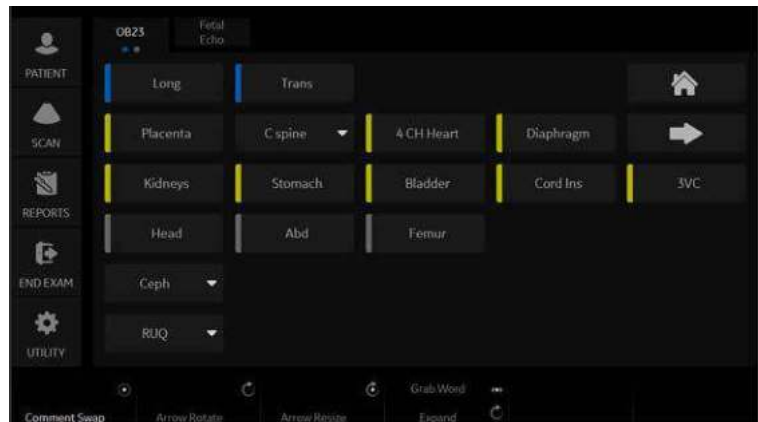 OB23
Fetal
Echo
PATIENT
Long
Trans
SCAN
Placenta
C spine
4 CH Heart
Diaphragm
REPORTS
Kidneys
Stomach
Bladder
Cord Ins
3VC
Head
Abd
Femur
END EXAM
Ceph
RUQ
UTILITY
Grab Word
Comment Swap
Arrow Rotate
Arrow Resize
Expand